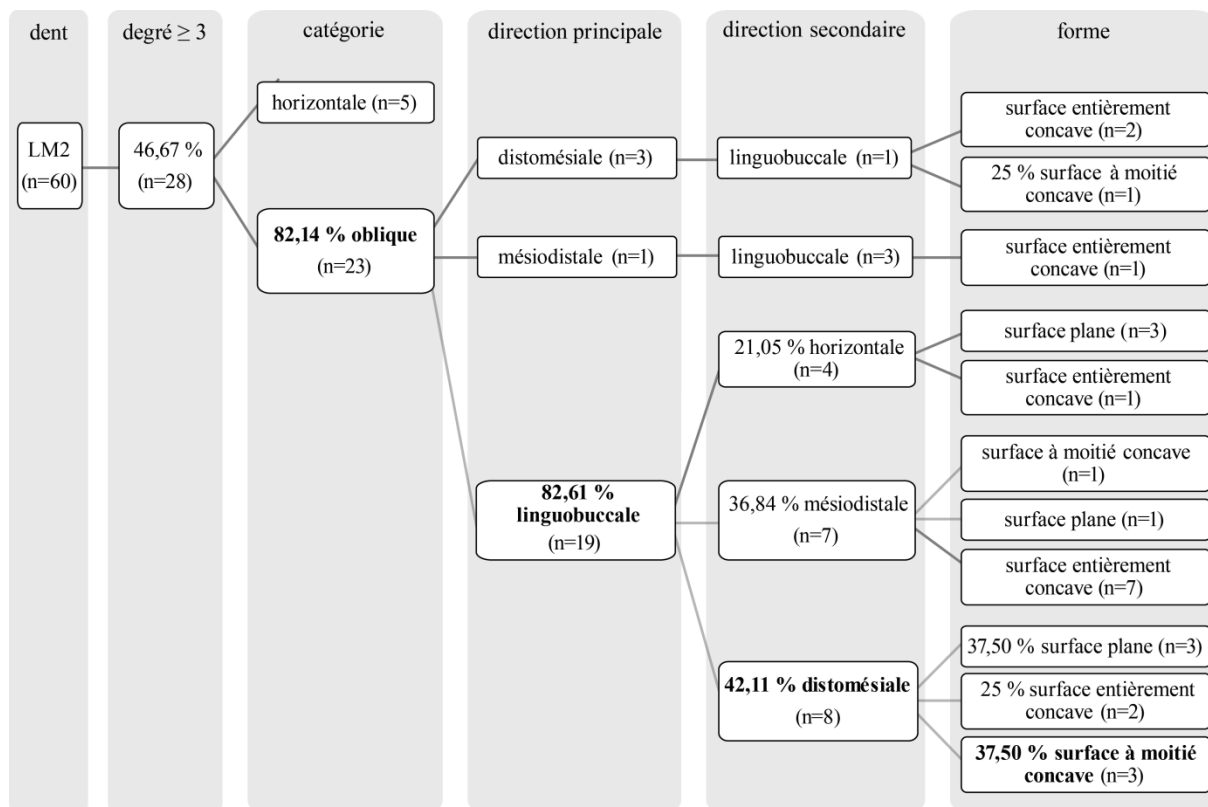 dent
degré ≥ 3
catégorie
direction principale
direction secondaire
forme
LM2
(n=60)
46,67 %
(n=28)
horizontale (n=5)
82,14 % oblique
(n=23)
distomésiale (n=3)
mésiodistale (n=1)
82,61 %
linguobuccale
(n=19)
linguobuccale (n=1)
linguobuccale (n=3)
21,05 % horizontale
(n=4)
36,84 % mésiodistale
(n=7)
42,11 % distomésiale
(n=8)
surface entièrement
concave (n=2)
25 % surface à moitié
concave (n=1)
surface entièrement
concave (n=1)
surface plane (n=3)
surface entièrement
concave (n=1)
surface à moitié concave
(n=1)
surface plane (n=1)
surface entièrement
concave (n=7)
37,50 % surface plane (n=3)
25 % surface entièrement
concave (n=2)
37,50 % surface à moitié
concave (n=3)